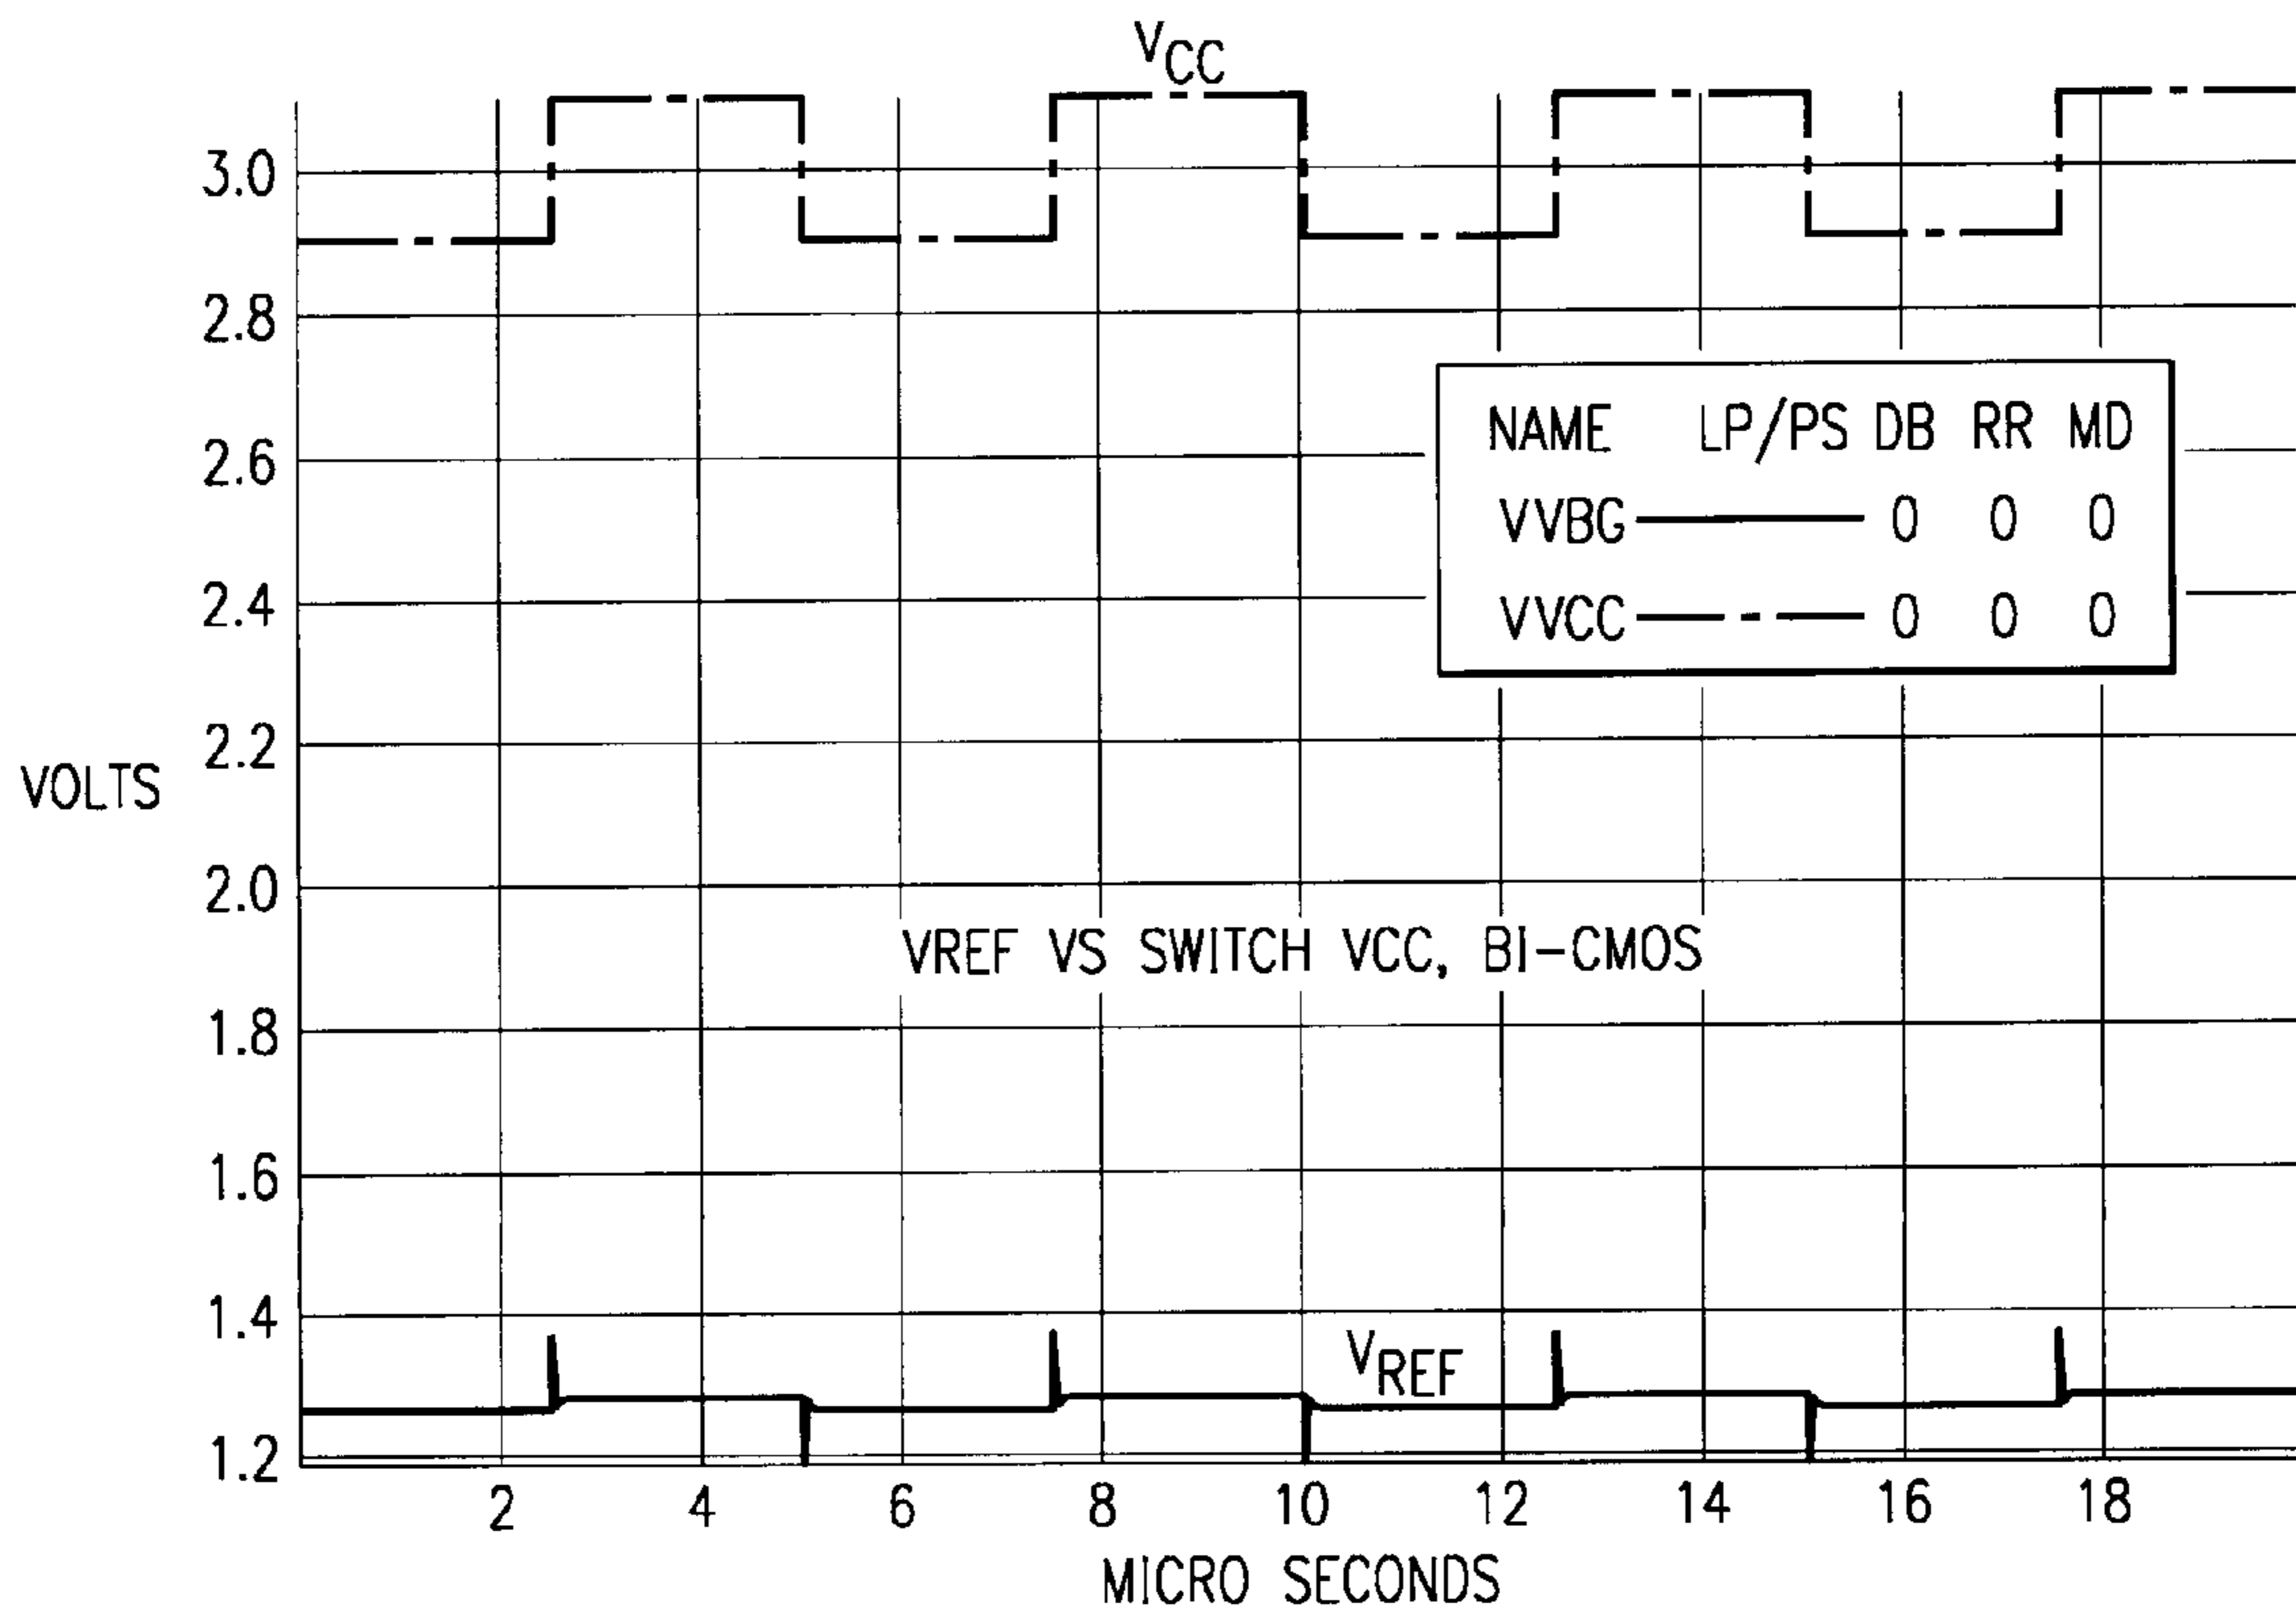 VCC
3.0
2.8
2.6
2.4
2.2
VOLTS
2.0
1.8
1.6
1.4
1.2
NAME LP/PS DB RR MD
VVBG 0 0 0
VVCC 0 0 0
VREF VS SWITCH VCC, BI-CMOS
VREF
2 4 6 8 10 12 14 16 18
MICRO SECONDS